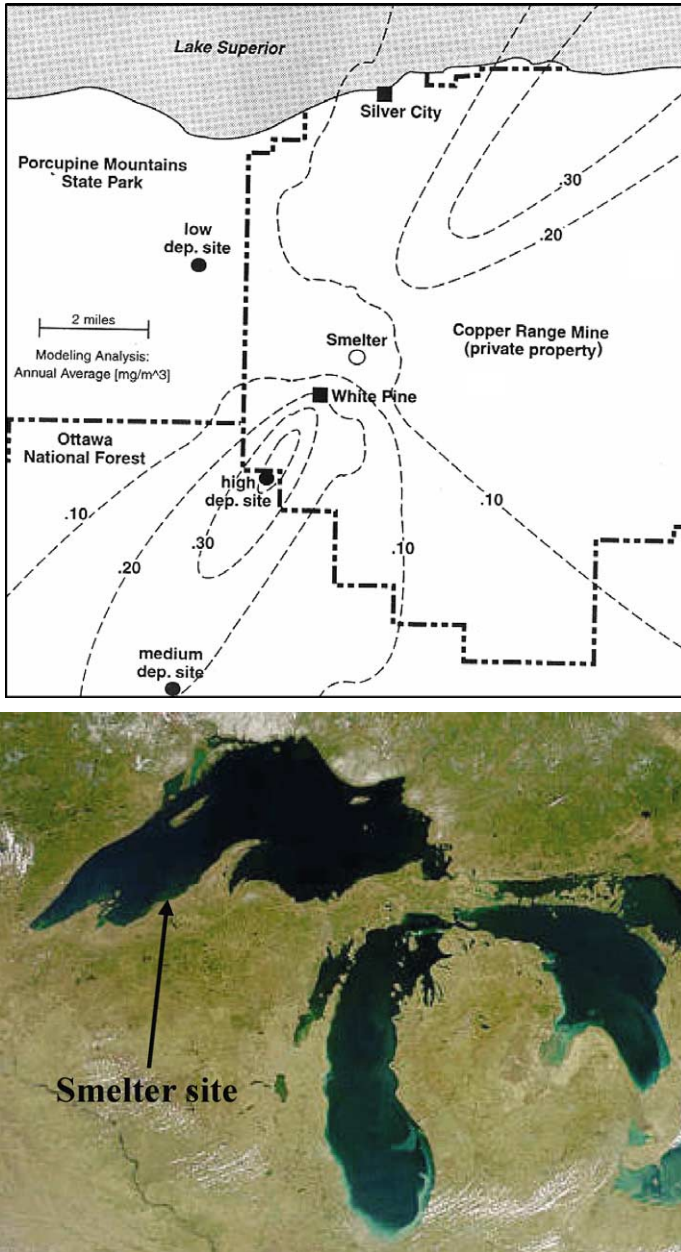 Lake Superior
Silver City
Porcupine Mountains
State Park
.30
.20
low
dep. site
2 miles
Modeling Analysis:
Annual Average [mg/m^3]
Smelter
Copper Range Mine
(private property)
White Pine
Ottawa
National Forest
high
dep. site
.10
.10
.30
.10
.20
medium
dep. site
Smelter site